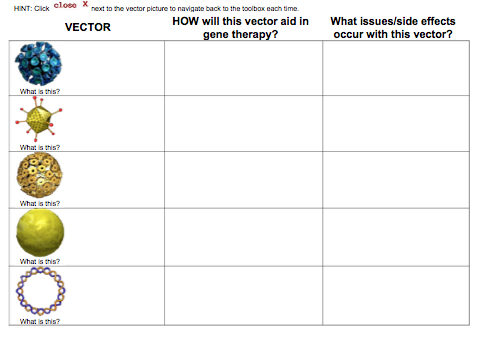 HINT: Click close X next to the vector picture to navigate back to the toolbox each time.
VECTOR
HOW will this vector aid in
gene therapy?
What issues/side effects
occur with this vector?
What is this?
What is this?
What is this?
What is this?
What is this?